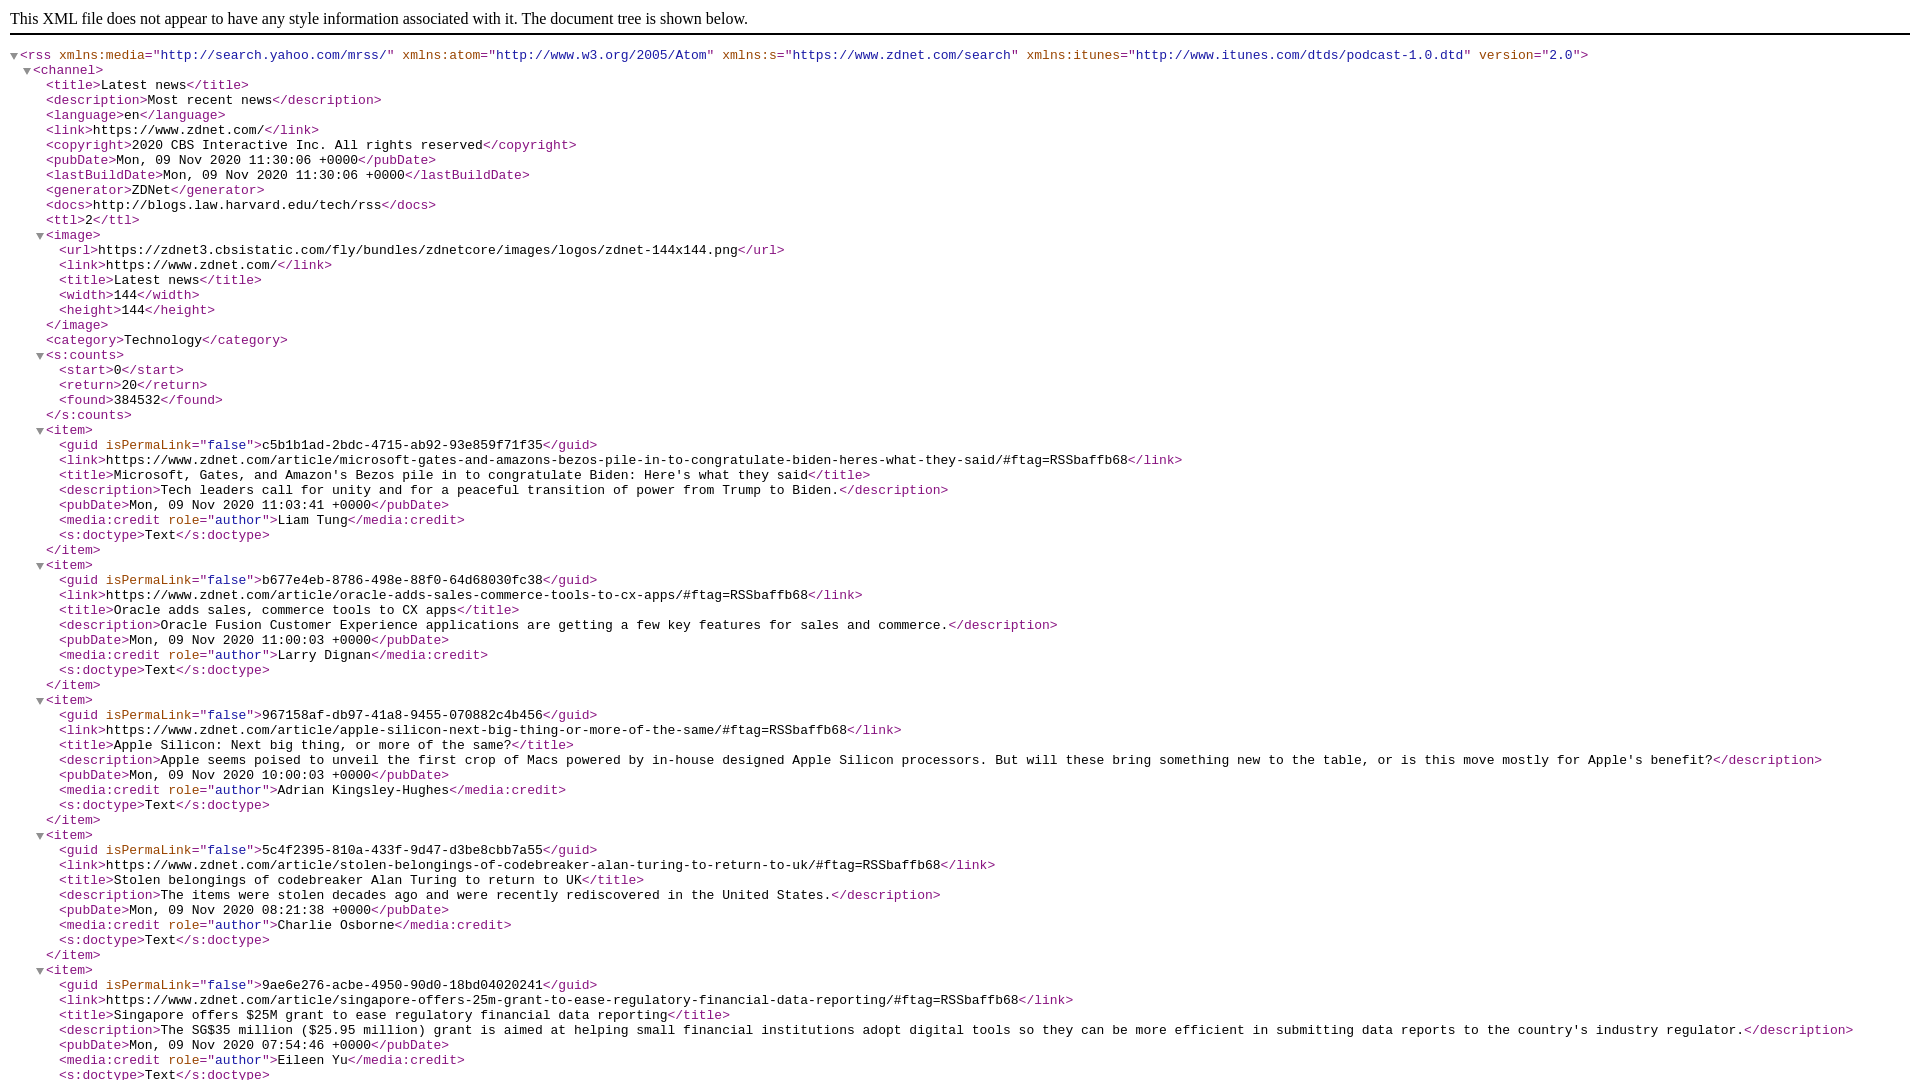 This XML file does not appear to have any style information associated with it. The document tree is shown below.
<rss xmlns:media="http://search.yahoo.com/mrss/" xmlns:atom="http://www.w3.org/2005/Atom" xmlns:s="https://www.zdnet.com/search" xmlns:itunes="http://www.itunes.com/dtds/podcast-1.0.dtd" version="2.0">
<channel>
<title>Latest news</title>
<description>Most recent news</description>
<language>en</language>
<link>https://www.zdnet.com/</link>
<copyright>2020 CBS Interactive Inc. All rights reserved</copyright>
<pubDate>Mon, 09 Nov 2020 11:30:06 +0000</pubDate>
<lastBuildDate>Mon, 09 Nov 2020 11:30:06 +0000</lastBuildDate>
<generator>ZDNet</generator>
<docs>http://blogs.law.harvard.edu/tech/rss</docs>
<ttl>2</ttl>
<image>
<url>https://zdnet3.cbsistatic.com/fly/bundles/zdnetcore/images/logos/zdnet-144x144.png</url>
<link>https://www.zdnet.com/</link>
<title>Latest news</title>
<width>144</width>
<height>144</height>
</image>
<category>Technology</category>
<s:counts>
<start>0</start>
<return>20</return>
<found>384532</found>
</s:counts>
<item>
<guid isPermaLink="false">c5b1b1ad-2bdc-4715-ab92-93e859f71f35</guid>
<link>https://www.zdnet.com/article/microsoft-gates-and-amazons-bezos-pile-in-to-congratulate-biden-heres-what-they-said/#ftag=RSSbaffb68</link>
<title>Microsoft, Gates, and Amazon's Bezos pile in to congratulate Biden: Here's what they said</title>
<description>Tech leaders call for unity and for a peaceful transition of power from Trump to Biden.</description>
<pubDate>Mon, 09 Nov 2020 11:03:41 +0000</pubDate>
<media:credit role="author">Liam Tung</media:credit>
<s:doctype>Text</s:doctype>
</item>
<item>
<guid isPermaLink="false">b677e4eb-8786-498e-88f0-64d68030fc38</guid>
<link>https://www.zdnet.com/article/oracle-adds-sales-commerce-tools-to-cx-apps/#ftag=RSSbaffb68</link>
<title>Oracle adds sales, commerce tools to CX apps</title>
<description>Oracle Fusion Customer Experience applications are getting a few key features for sales and commerce.</description>
<pubDate>Mon, 09 Nov 2020 11:00:03 +0000</pubDate>
<media:credit role="author">Larry Dignan</media:credit>
<s:doctype>Text</s:doctype>
</item>
<item>
<guid isPermaLink="false">967158af-db97-41a8-9455-070882c4b456</guid>
<link>https://www.zdnet.com/article/apple-silicon-next-big-thing-or-more-of-the-same/#ftag=RSSbaffb68</link>
<title>Apple Silicon: Next big thing, or more of the same?</title>
<description>Apple seems poised to unveil the first crop of Macs powered by in-house designed Apple Silicon processors. But will these bring something new to the table, or is this move mostly for Apple's benefit?</description>
<pubDate>Mon, 09 Nov 2020 10:00:03 +0000</pubDate>
<media:credit role="author">Adrian Kingsley-Hughes</media:credit>
<s:doctype>Text</s:doctype>
</item>
<item>
<guid isPermaLink="false">5c4f2395-810a-433f-9d47-d3be8cbb7a55</guid>
<link>https://www.zdnet.com/article/stolen-belongings-of-codebreaker-alan-turing-to-return-to-uk/#ftag=RSSbaffb68</link>
<title>Stolen belongings of codebreaker Alan Turing to return to UK</title>
<description>The items were stolen decades ago and were recently rediscovered in the United States.</description>
<pubDate>Mon, 09 Nov 2020 08:21:38 +0000</pubDate>
<media:credit role="author">Charlie Osborne</media:credit>
<s:doctype>Text</s:doctype>
</item>
<item>
<guid isPermaLink="false">9ae6e276-acbe-4950-90d0-18bd04020241</guid>
<link>https://www.zdnet.com/article/singapore-offers-25m-grant-to-ease-regulatory-financial-data-reporting/#ftag=RSSbaffb68</link>
<title>Singapore offers $25M grant to ease regulatory financial data reporting</title>
<description>The SG$35 million ($25.95 million) grant is aimed at helping small financial institutions adopt digital tools so they can be more efficient in submitting data reports to the country's industry regulator.</description>
<pubDate>Mon, 09 Nov 2020 07:54:46 +0000</pubDate>
<media:credit role="author">Eileen Yu</media:credit>
<s:doctype>Text</s:doctype>